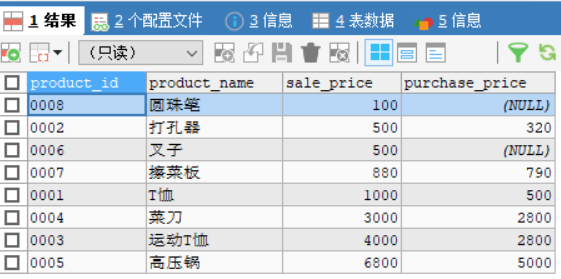 1 结果 2 个配置文件 3 信息 4 表数据 5 信息
（只读）
product_id product_name sale_price purchase_price
0008 圆珠笔 100 (NULL)
0002 打孔器 500 320
0006 叉子 500 (NULL)
0007 擦菜板 880 790
0001 T恤 1000 500
0004 菜刀 3000 2800
0003 运动T恤 4000 2800
0005 高压锅 6800 5000